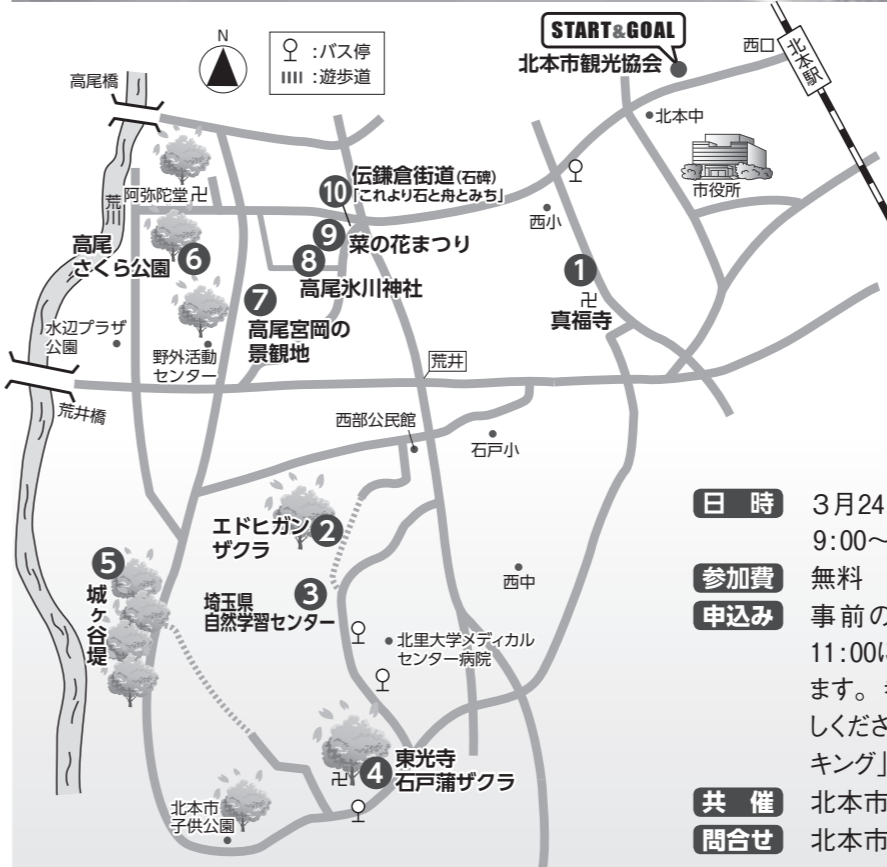 START&GOAL
北本市観光協会
西口
北本駅
N
:バス停
:遊歩道
高尾橋
北本中
市役所
荒川
阿弥陀堂
⑩ 伝鎌倉街道(石碑)
「これより石と舟とみち」
西小
⑨ 菜の花まつり
⑧
高尾氷川神社
高尾
さくら公園 ⑥
①
真福寺
⑦
高尾宮岡の
景観地
水辺プラザ
公園
野外活動
センター
荒井
荒井橋
西部公民館
石戸小
エドヒガン
ザクラ ②
西中
⑤
城ヶ谷堤
③
埼玉県
自然学習センター
北里大学メディカル
センター病院
④ 東光寺
石戸蒲ザクラ
北本市
子供公園
日 時 3月24
9:00〜
参加費 無料
申込み 事前の
11:00に
ます。
しくださ
キング」
共 催 北本市
問合せ 北本市